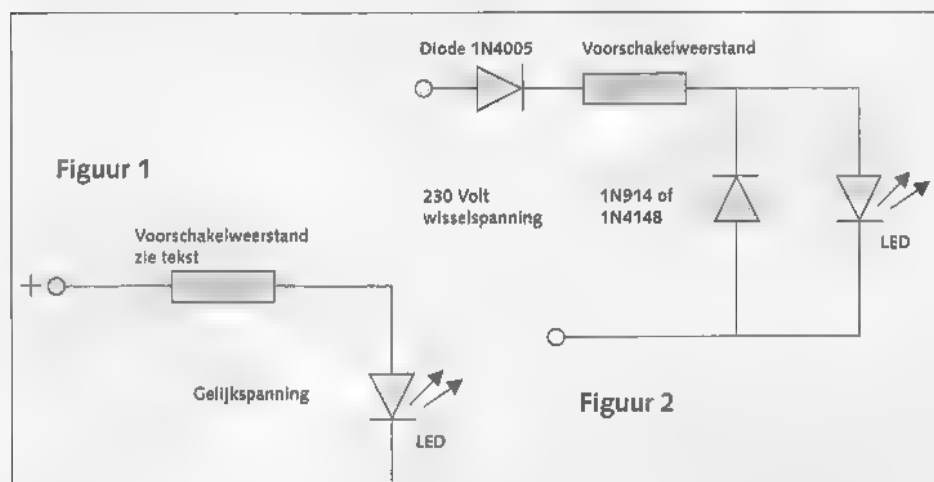 Figuur 1
Voorschakelweerstand
zie tekst
+
Gelijkspanning
LED
Diode 1N4005
Voorschakelweerstand
230 Volt
wisselspanning
1N914 of
1N4148
LED
Figuur 2